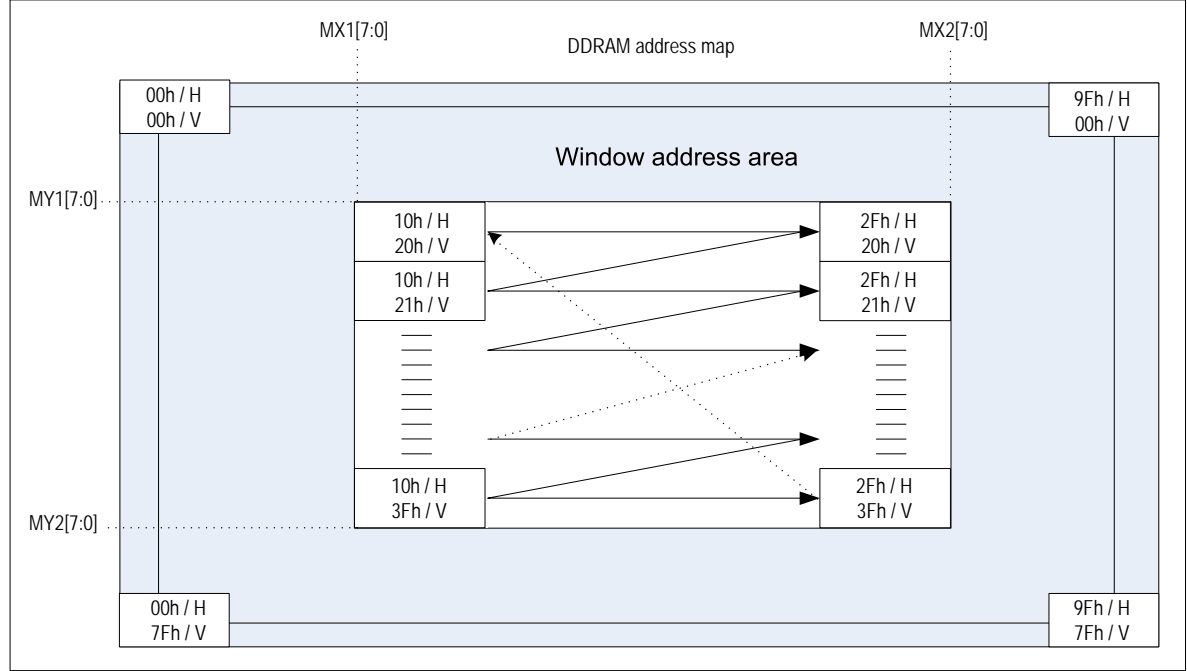 MX1[7:0]
DDRAM address map
MX2[7:0]
00h / H
00h / V
9Fh / H
00h / V
Window address area
MY1[7:0]
10h / H
20h / V
2Fh / H
20h / V
10h / H
21h / V
2Fh / H
21h / V
10h / H
3Fh / V
2Fh / H
3Fh / V
MY2[7:0]
00h / H
7Fh / V
9Fh / H
7Fh / V